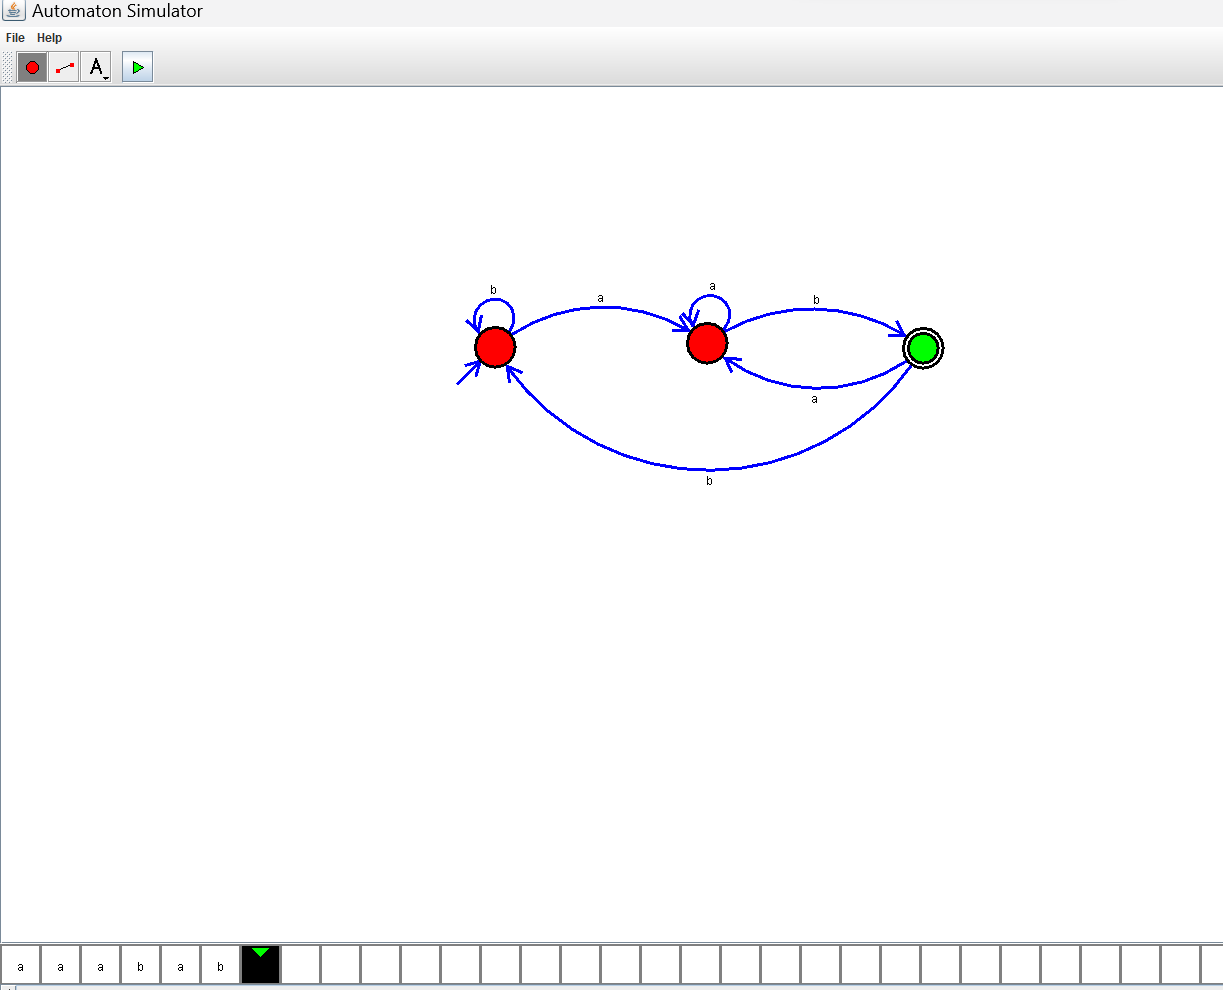 Automaton Simulator
File Help
A
b a a b
a
b
a a a b a b